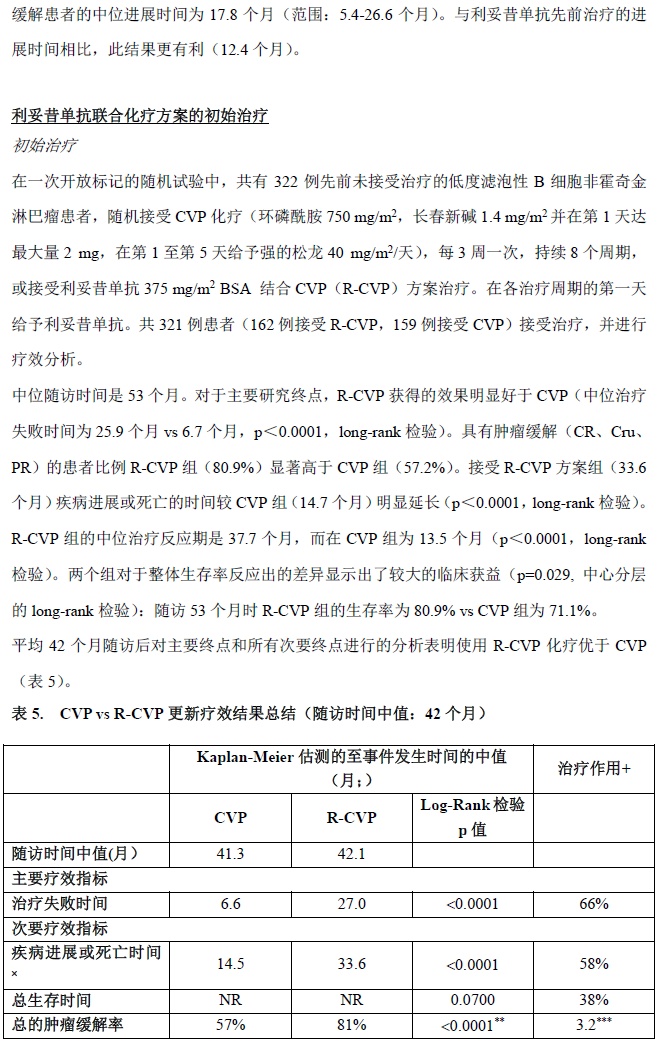 缓解患者的中位进展时间为 17.8 个月（范围：5.4-26.6 个月）。与利妥昔单抗先前治疗的进
展时间相比，此结果更有利（12.4 个月）。
利妥昔单抗联合化疗方案的初始治疗
初始治疗
在一次开放标记的随机试验中，共有 322 例先前未接受治疗的低度滤泡性 B 细胞非霍奇金
淋巴瘤患者，随机接受 CVP 化疗（环磷酰胺 750 mg/m²，长春新碱 1.4 mg/m² 并在第 1 天达
最大量 2 mg，在第 1 至第 5 天给予强的松龙 40 mg/m²/天），每 3 周一次，持续 8 个周期，
或接受利妥昔单抗 375 mg/m² BSA 结合 CVP（R-CVP）方案治疗。在各治疗周期的第一天
给予利妥昔单抗。共 321 例患者（162 例接受 R-CVP，159 例接受 CVP）接受治疗，并进行
疗效分析。
中位随访时间是 53 个月。对于主要研究终点，R-CVP 获得的效果明显好于 CVP（中位治疗
失败时间为 25.9 个月 vs 6.7 个月，p＜0.0001，long-rank 检验）。具有肿瘤缓解（CR、Cru、
PR）的患者比例 R-CVP 组（80.9%）显著高于 CVP 组（57.2%）。接受 R-CVP 方案组（33.6
个月）疾病进展或死亡的时间较 CVP 组（14.7 个月）明显延长（p＜0.0001，long-rank 检验）。
R-CVP 组的中位治疗反应期是 37.7 个月，而在 CVP 组为 13.5 个月（p＜0.0001，long-rank
检验）。两个组对于整体生存率反应出的差异显示出了较大的临床获益（p=0.029, 中心分层
的 long-rank 检验）：随访 53 个月时 R-CVP 组的生存率为 80.9% vs CVP 组为 71.1%。
平均 42 个月随访后对主要终点和所有次要终点进行的分析表明使用 R-CVP 化疗优于 CVP
（表 5）。
表 5. CVP vs R-CVP 更新疗效结果总结（随访时间中值：42 个月）
Kaplan-Meier 估测的至事件发生时间的中值
（月;）
治疗作用+
CVP R-CVP Log-Rank 检验
p 值
随访时间中值(月） 41.3 42.1
主要疗效指标
治疗失败时间 6.6 27.0 <0.0001 66%
次要疗效指标
疾病进展或死亡时间
× 14.5 33.6 <0.0001 58%
总生存时间 NR NR 0.0700 38%
总的肿瘤缓解率 57% 81% <0.0001** 3.2***